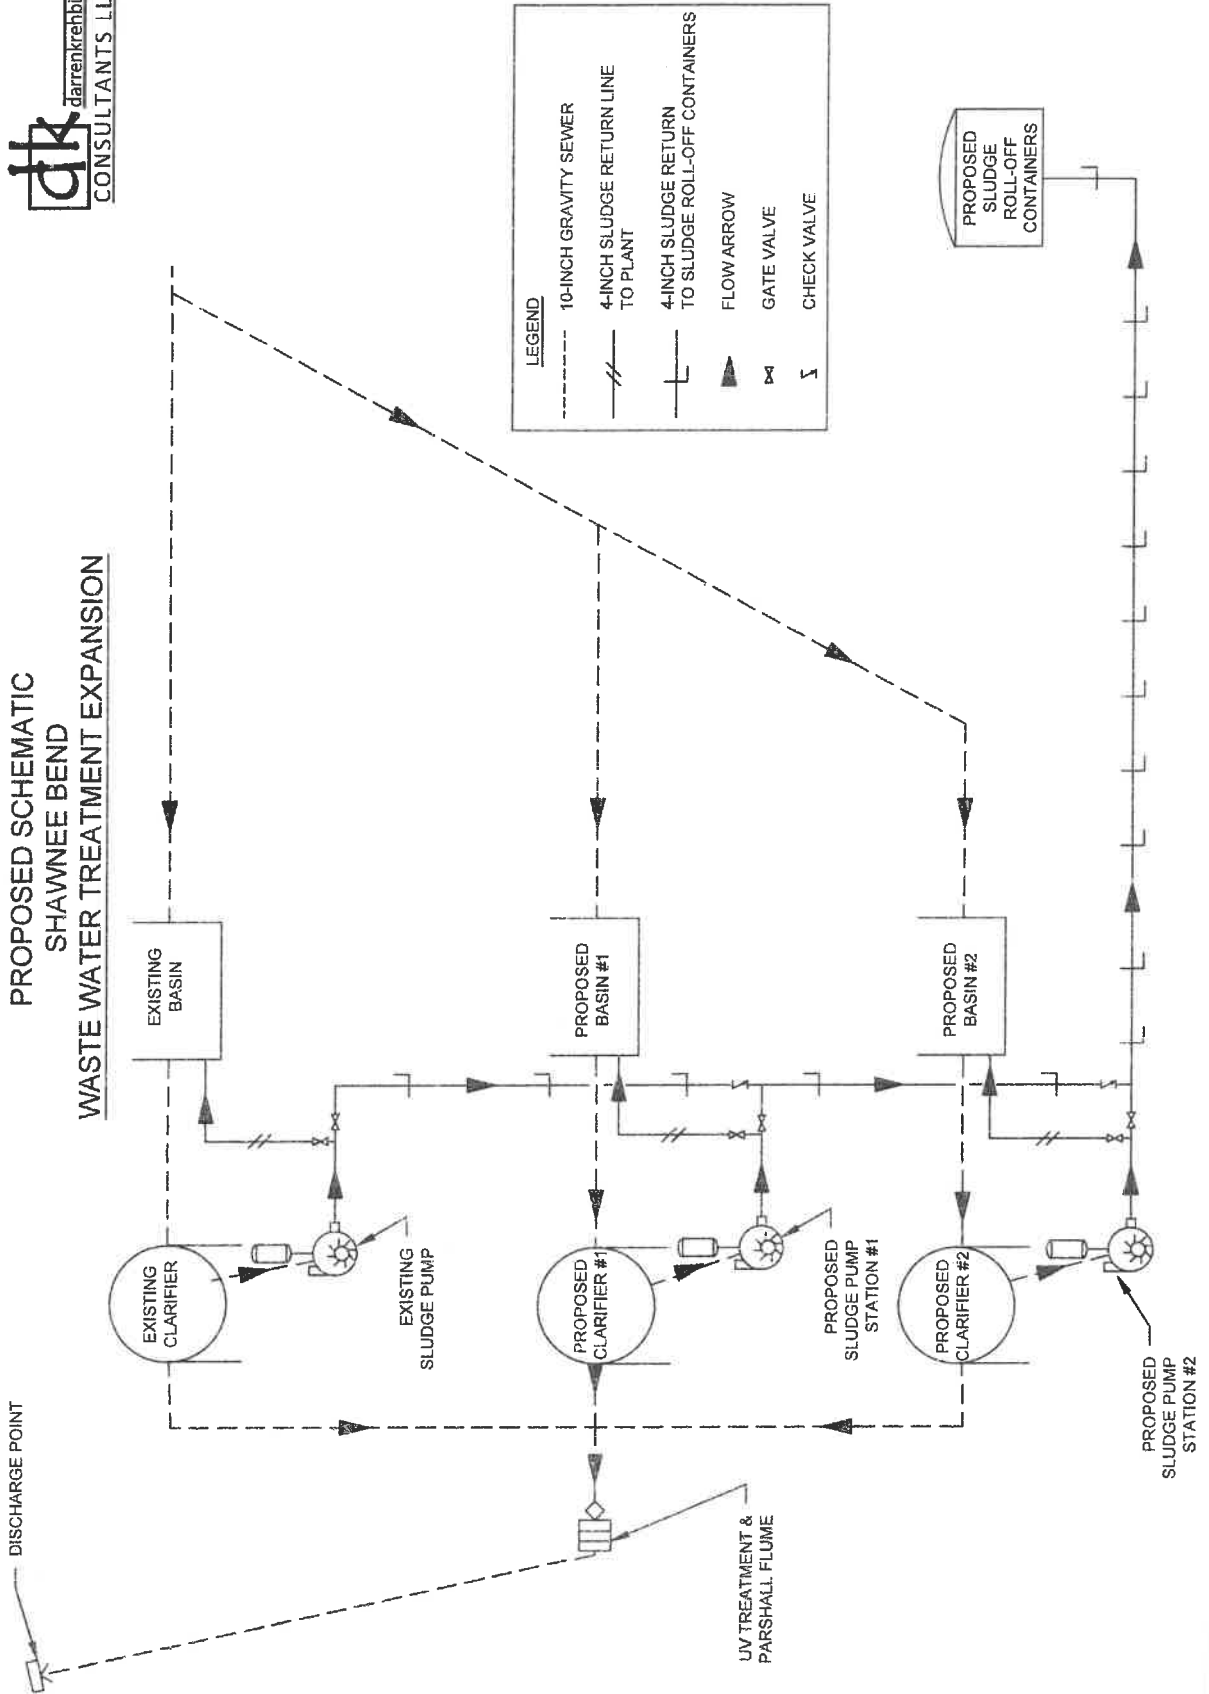 dk
darrenkrehbi
CONSULTANTS LL
PROPOSED SCHEMATIC
SHAWNEE BEND
WASTE WATER TREATMENT EXPANSION
LEGEND
10-INCH GRAVITY SEWER
4-INCH SLUDGE RETURN LINE
TO PLANT
4-INCH SLUDGE RETURN
TO SLUDGE ROLL-OFF CONTAINERS
FLOW ARROW
GATE VALVE
CHECK VALVE
DISCHARGE POINT
EXISTING
CLARIFIER
EXISTING
BASIN
EXISTING
SLUDGE PUMP
UV TREATMENT &
PARSHALL FLUME
PROPOSED
CLARIFIER #1
PROPOSED
BASIN #1
PROPOSED
SLUDGE PUMP
STATION #1
PROPOSED
CLARIFIER #2
PROPOSED
BASIN #2
PROPOSED
SLUDGE PUMP
STATION #2
PROPOSED
SLUDGE
ROLL-OFF
CONTAINERS